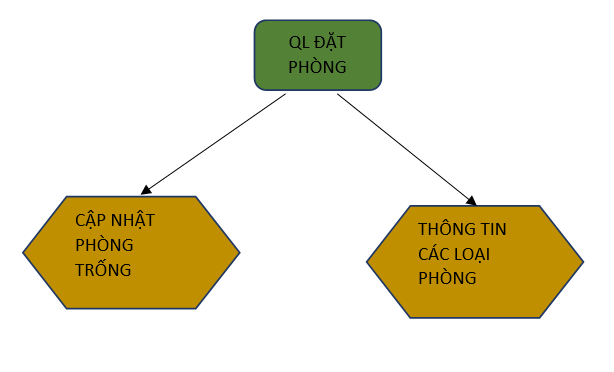 QL ĐẶT
PHÒNG
CẬP NHẬT
PHÒNG
TRỐNG
THÔNG TIN
CÁC LOẠI
PHÒNG